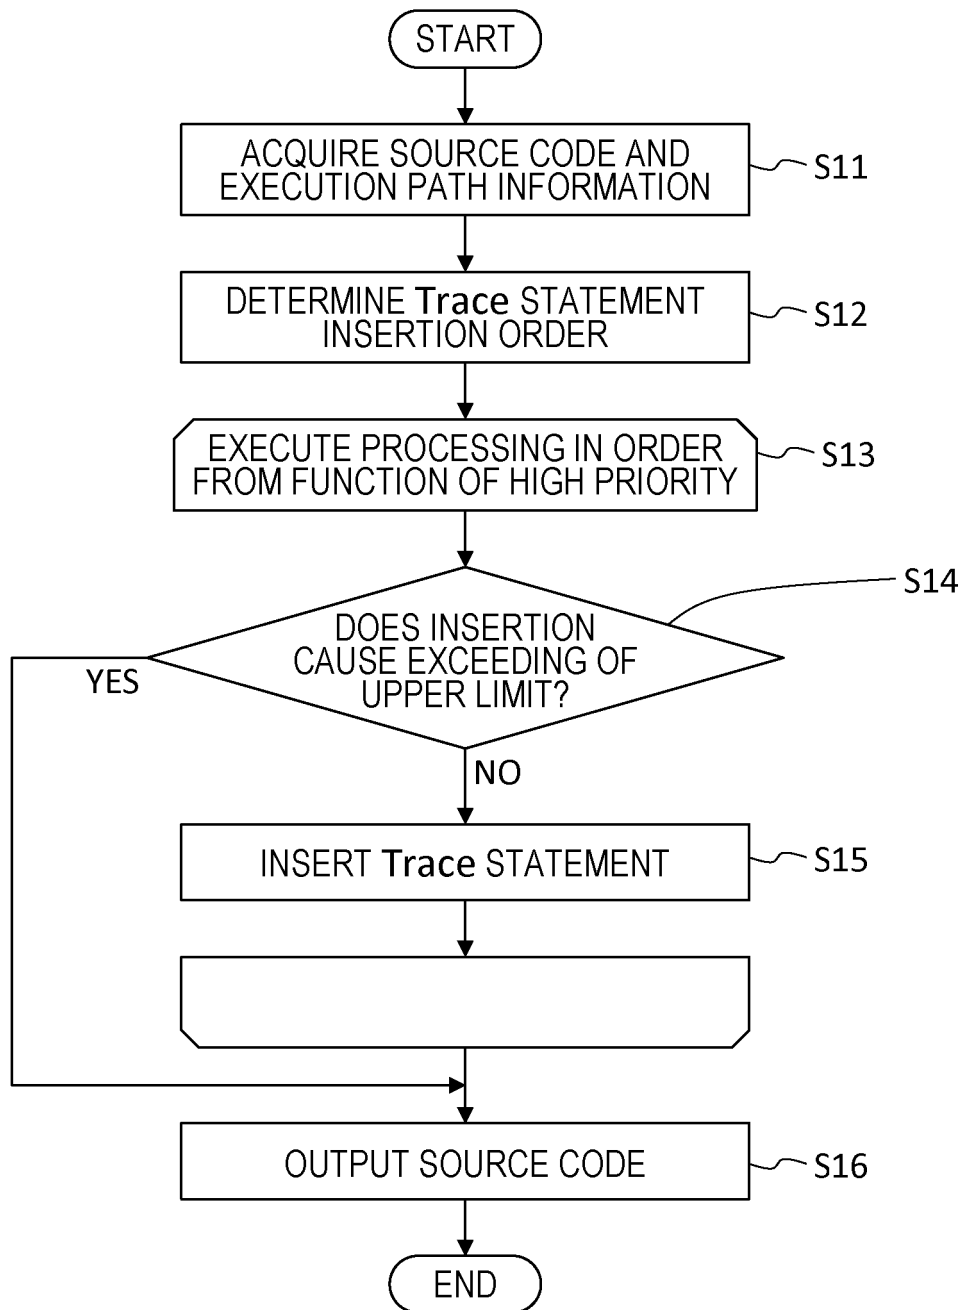 START
ACQUIRE SOURCE CODE AND
EXECUTION PATH INFORMATION
S11
DETERMINE Trace STATEMENT
INSERTION ORDER
S12
EXECUTE PROCESSING IN ORDER
FROM FUNCTION OF HIGH PRIORITY
S13
S14
DOES INSERTION
CAUSE EXCEEDING OF
UPPER LIMIT?
YES
NO
INSERT Trace STATEMENT
S15
OUTPUT SOURCE CODE
S16
END